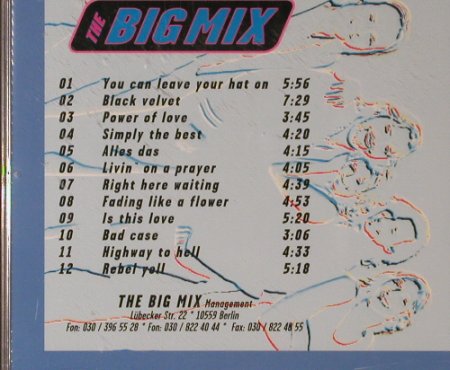 THE BIG MIX
01 You can leave your hat on 5:56
02 Black velvet 7:29
03 Power of love 3:45
04 Simply the best 4:20
05 Alles das 4:15
06 Livin' on a prayer 4:05
07 Right here waiting 4:39
08 Fading like a flower 4:53
09 Is this love 5:20
10 Bad case 3:06
11 Highway to hell 4:33
12 Rebel yell 5:18
THE BIG MIX Management
Lübecker Str. 22 * 10559 Berlin
Fon: 030 / 396 55 28 * Fon: 030 / 822 40 44 * Fax: 030 / 822 48 55